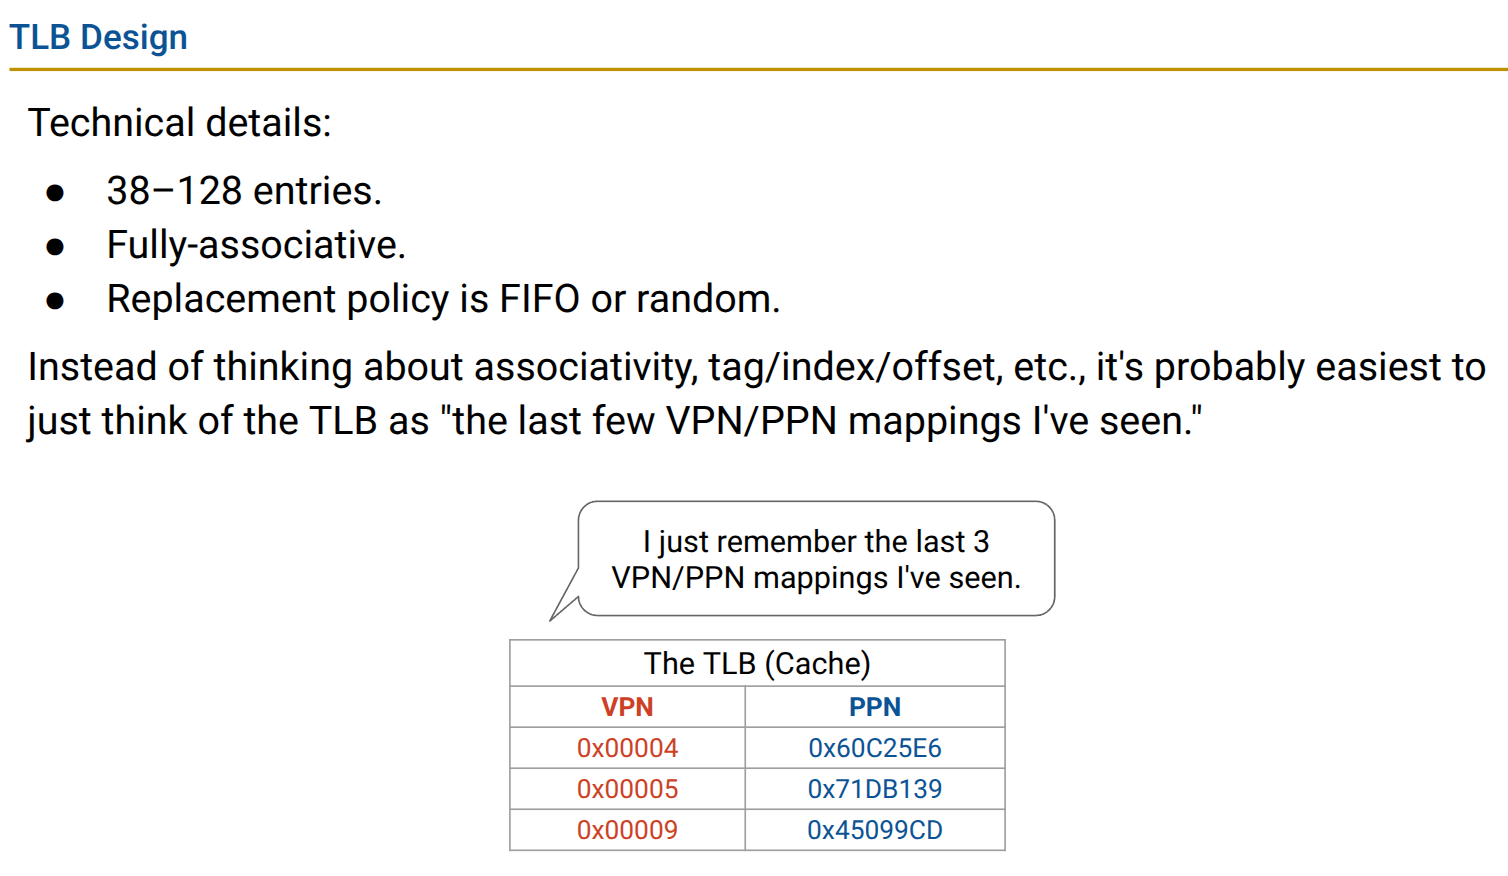 TLB Design
Technical details:
● 38–128 entries.
● Fully-associative.
● Replacement policy is FIFO or random.
Instead of thinking about associativity, tag/index/offset, etc., it's probably easiest to
just think of the TLB as "the last few VPN/PPN mappings I've seen."
I just remember the last 3
VPN/PPN mappings I've seen.
The TLB (Cache)
VPN PPN
0x00004 0x60C25E6
0x00005 0x71DB139
0x00009 0x45099CD